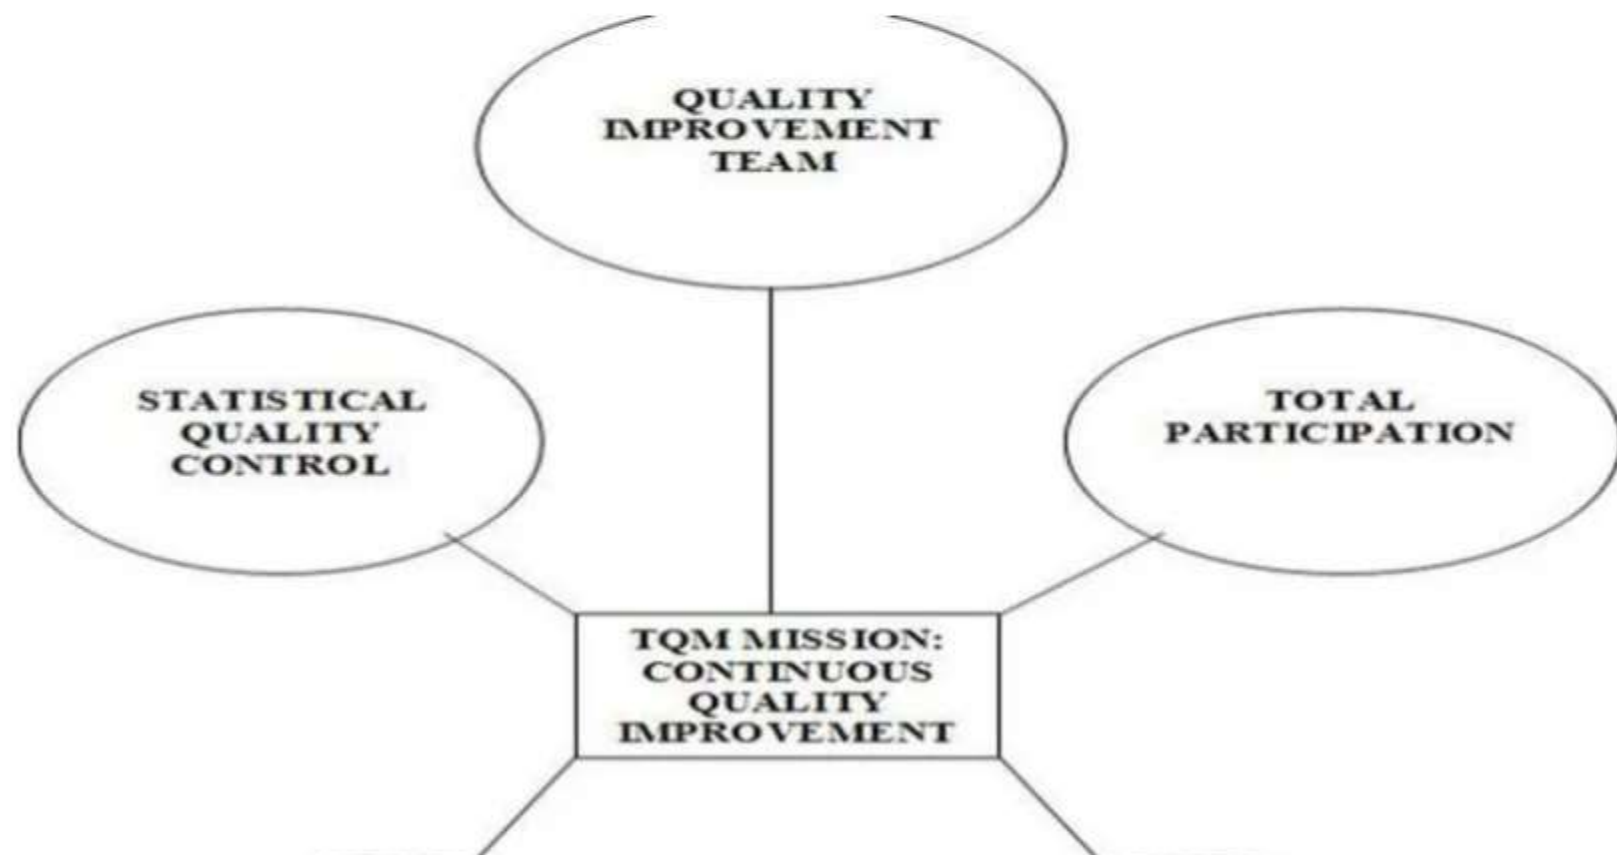 QUALITY
IMPROVEMENT
TEAM
STATISTICAL
QUALITY
CONTROL
TOTAL
PARTICIPATION
TQM MISSION:
CONTINUOUS
QUALITY
IMPROVEMENT